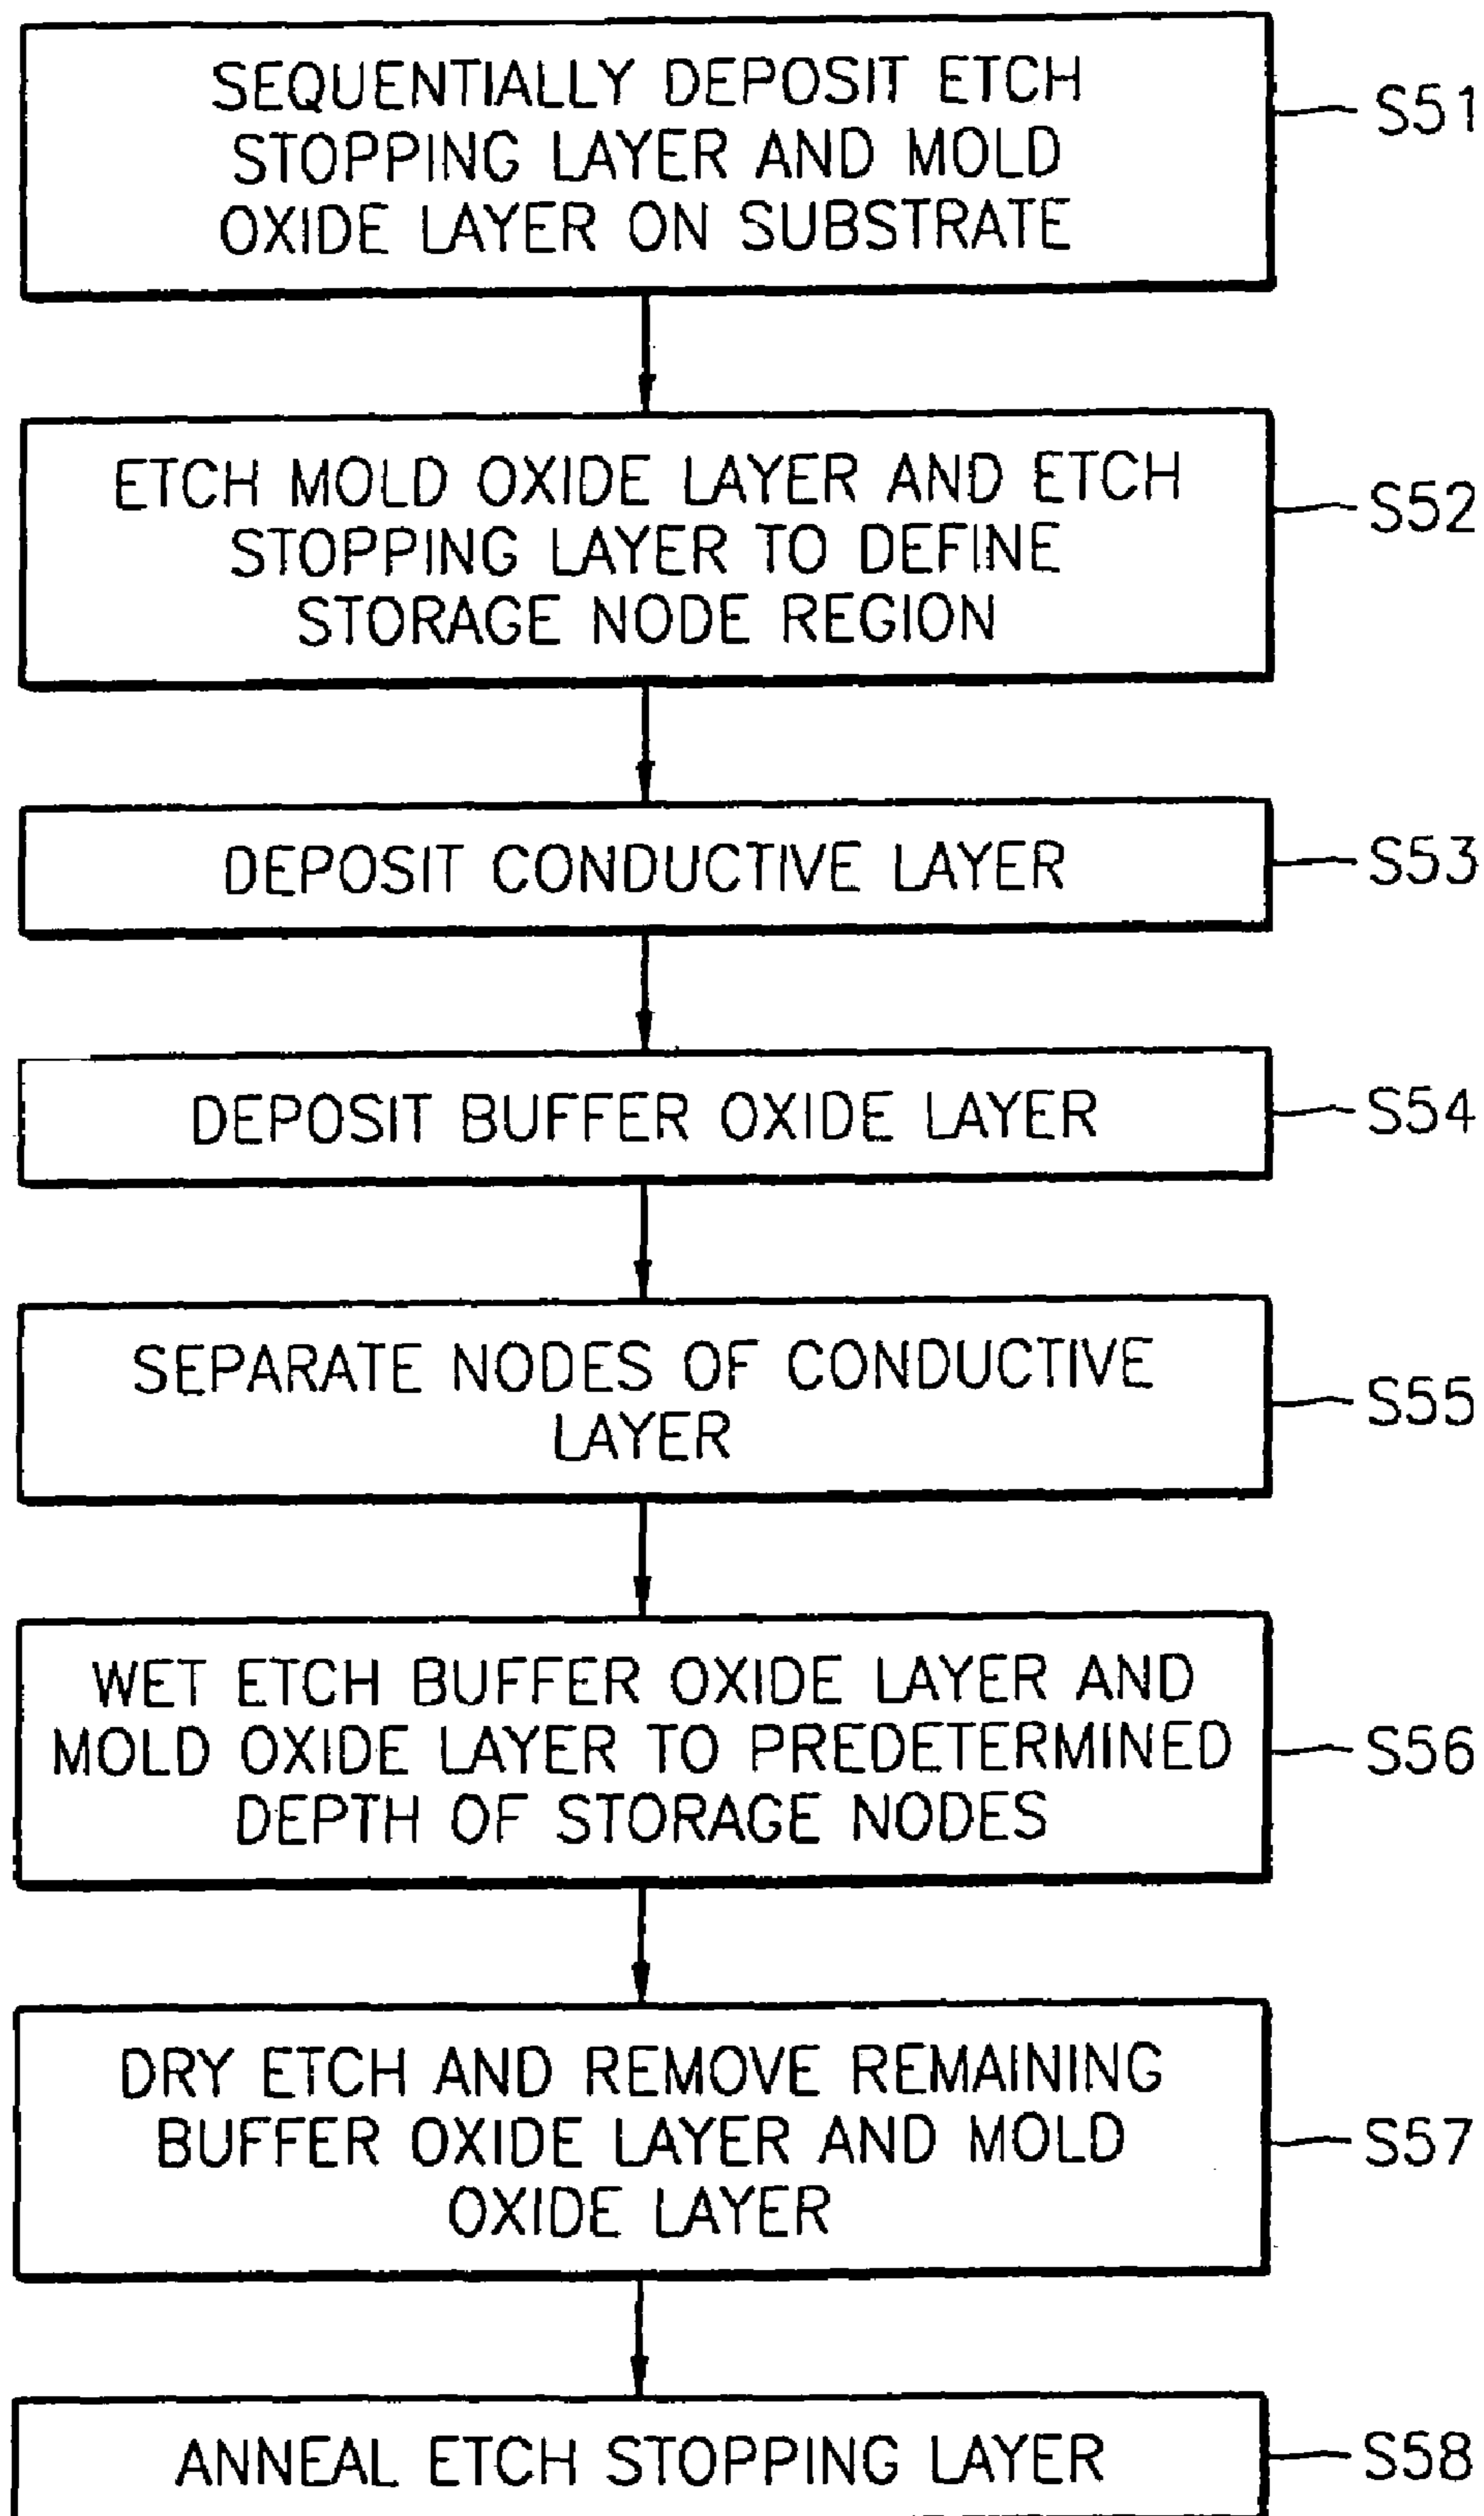 SEQUENTIALLY DEPOSIT ETCH
STOPPING LAYER AND MOLD
OXIDE LAYER ON SUBSTRATE
S51
ETCH MOLD OXIDE LAYER AND ETCH
STOPPING LAYER TO DEFINE
STORAGE NODE REGION
S52
DEPOSIT CONDUCTIVE LAYER
S53
DEPOSIT BUFFER OXIDE LAYER
S54
SEPARATE NODES OF CONDUCTIVE
LAYER
S55
WET ETCH BUFFER OXIDE LAYER AND
MOLD OXIDE LAYER TO PREDETERMINED
DEPTH OF STORAGE NODES
S56
DRY ETCH AND REMOVE REMAINING
BUFFER OXIDE LAYER AND MOLD
OXIDE LAYER
S57
ANNEAL ETCH STOPPING LAYER
S58